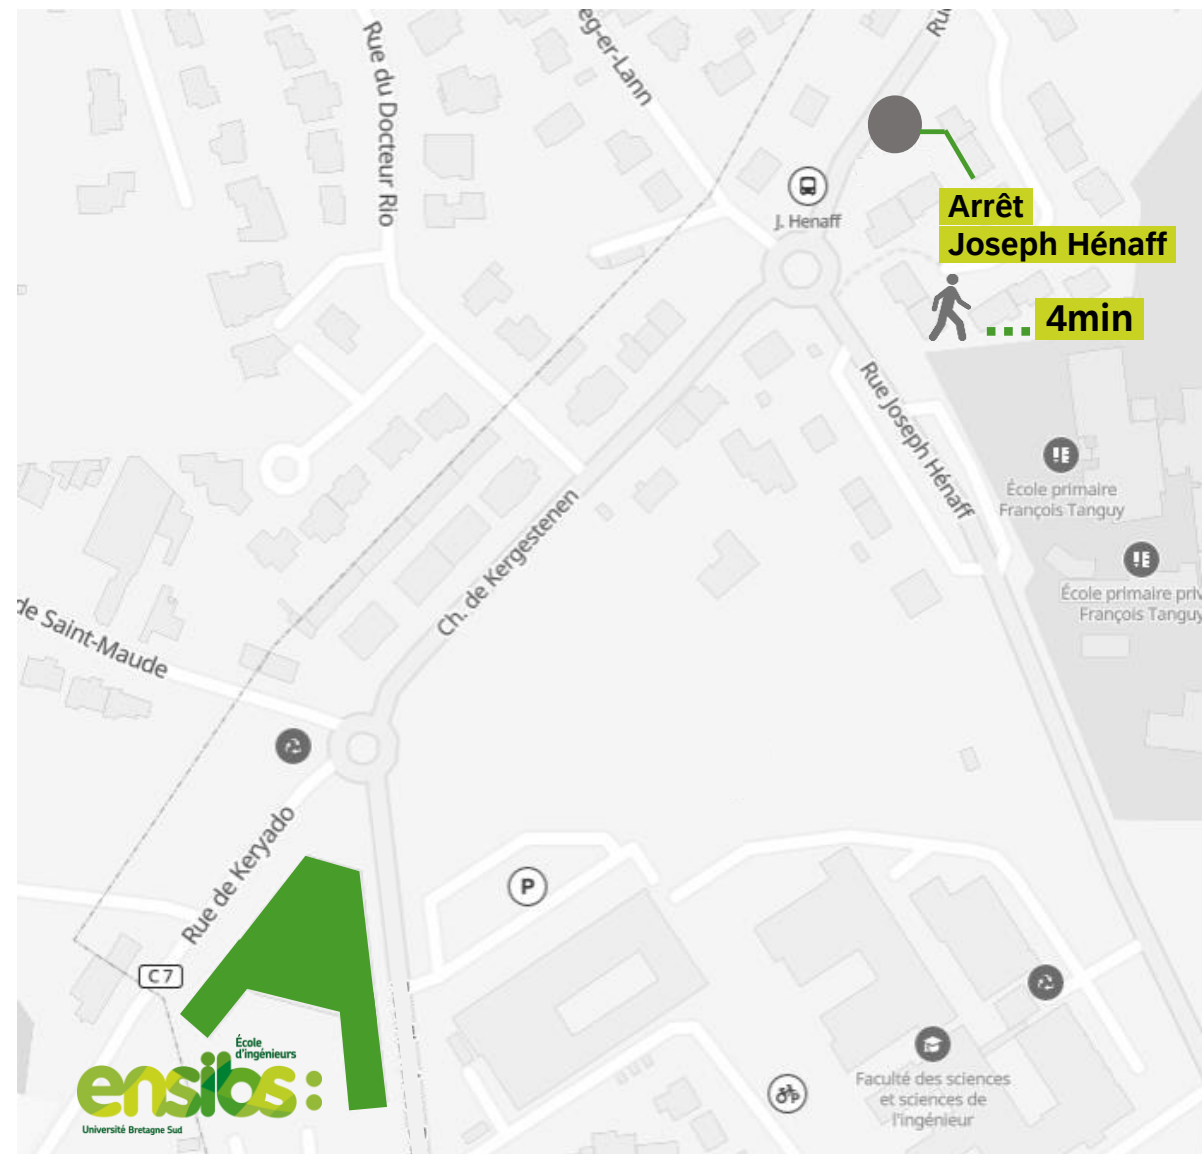 Rue du Docteur Rio
eg-er-Lann
Rue
J. Henaff
Arrêt
Joseph Hénaff
4min
Rue Joseph Hénaff
École primaire
François Tanguy
École primaire priv
François Tanguy
Ch. de Kergestenen
de Saint-Maude
Rue de Keryado
P
C 7
École
d'ingénieurs
ensibs:
Université Bretagne Sud
Faculté des sciences
et sciences de
l'ingénieur